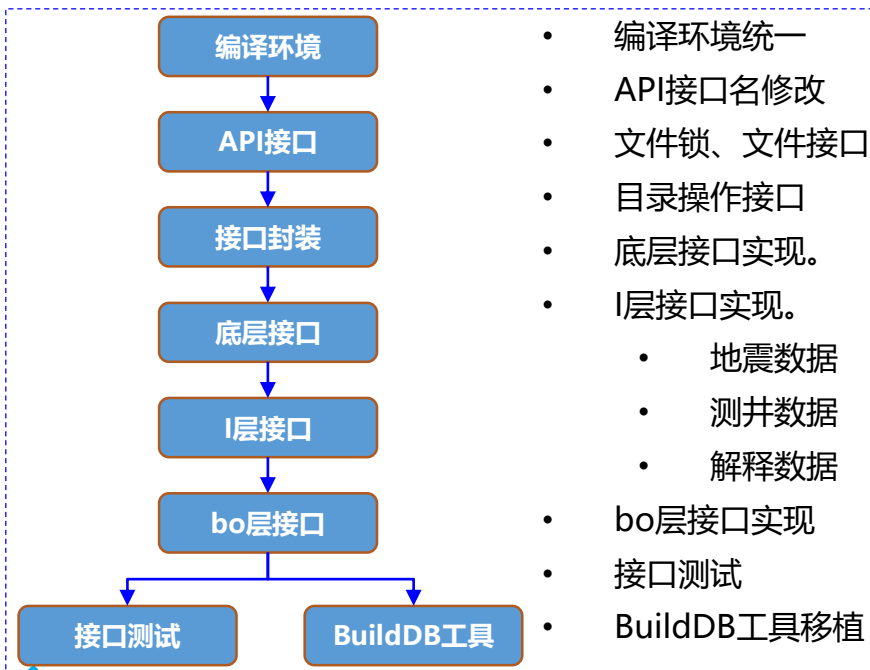 编译环境
API接口
接口封装
底层接口
I层接口
bo层接口
接口测试
BuildDB工具
• 编译环境统一
• API接口名修改
• 文件锁、文件接口
• 目录操作接口
• 底层接口实现。
• I层接口实现。
• 地震数据
• 测井数据
• 解释数据
• bo层接口实现
• 接口测试
• BuildDB工具移植